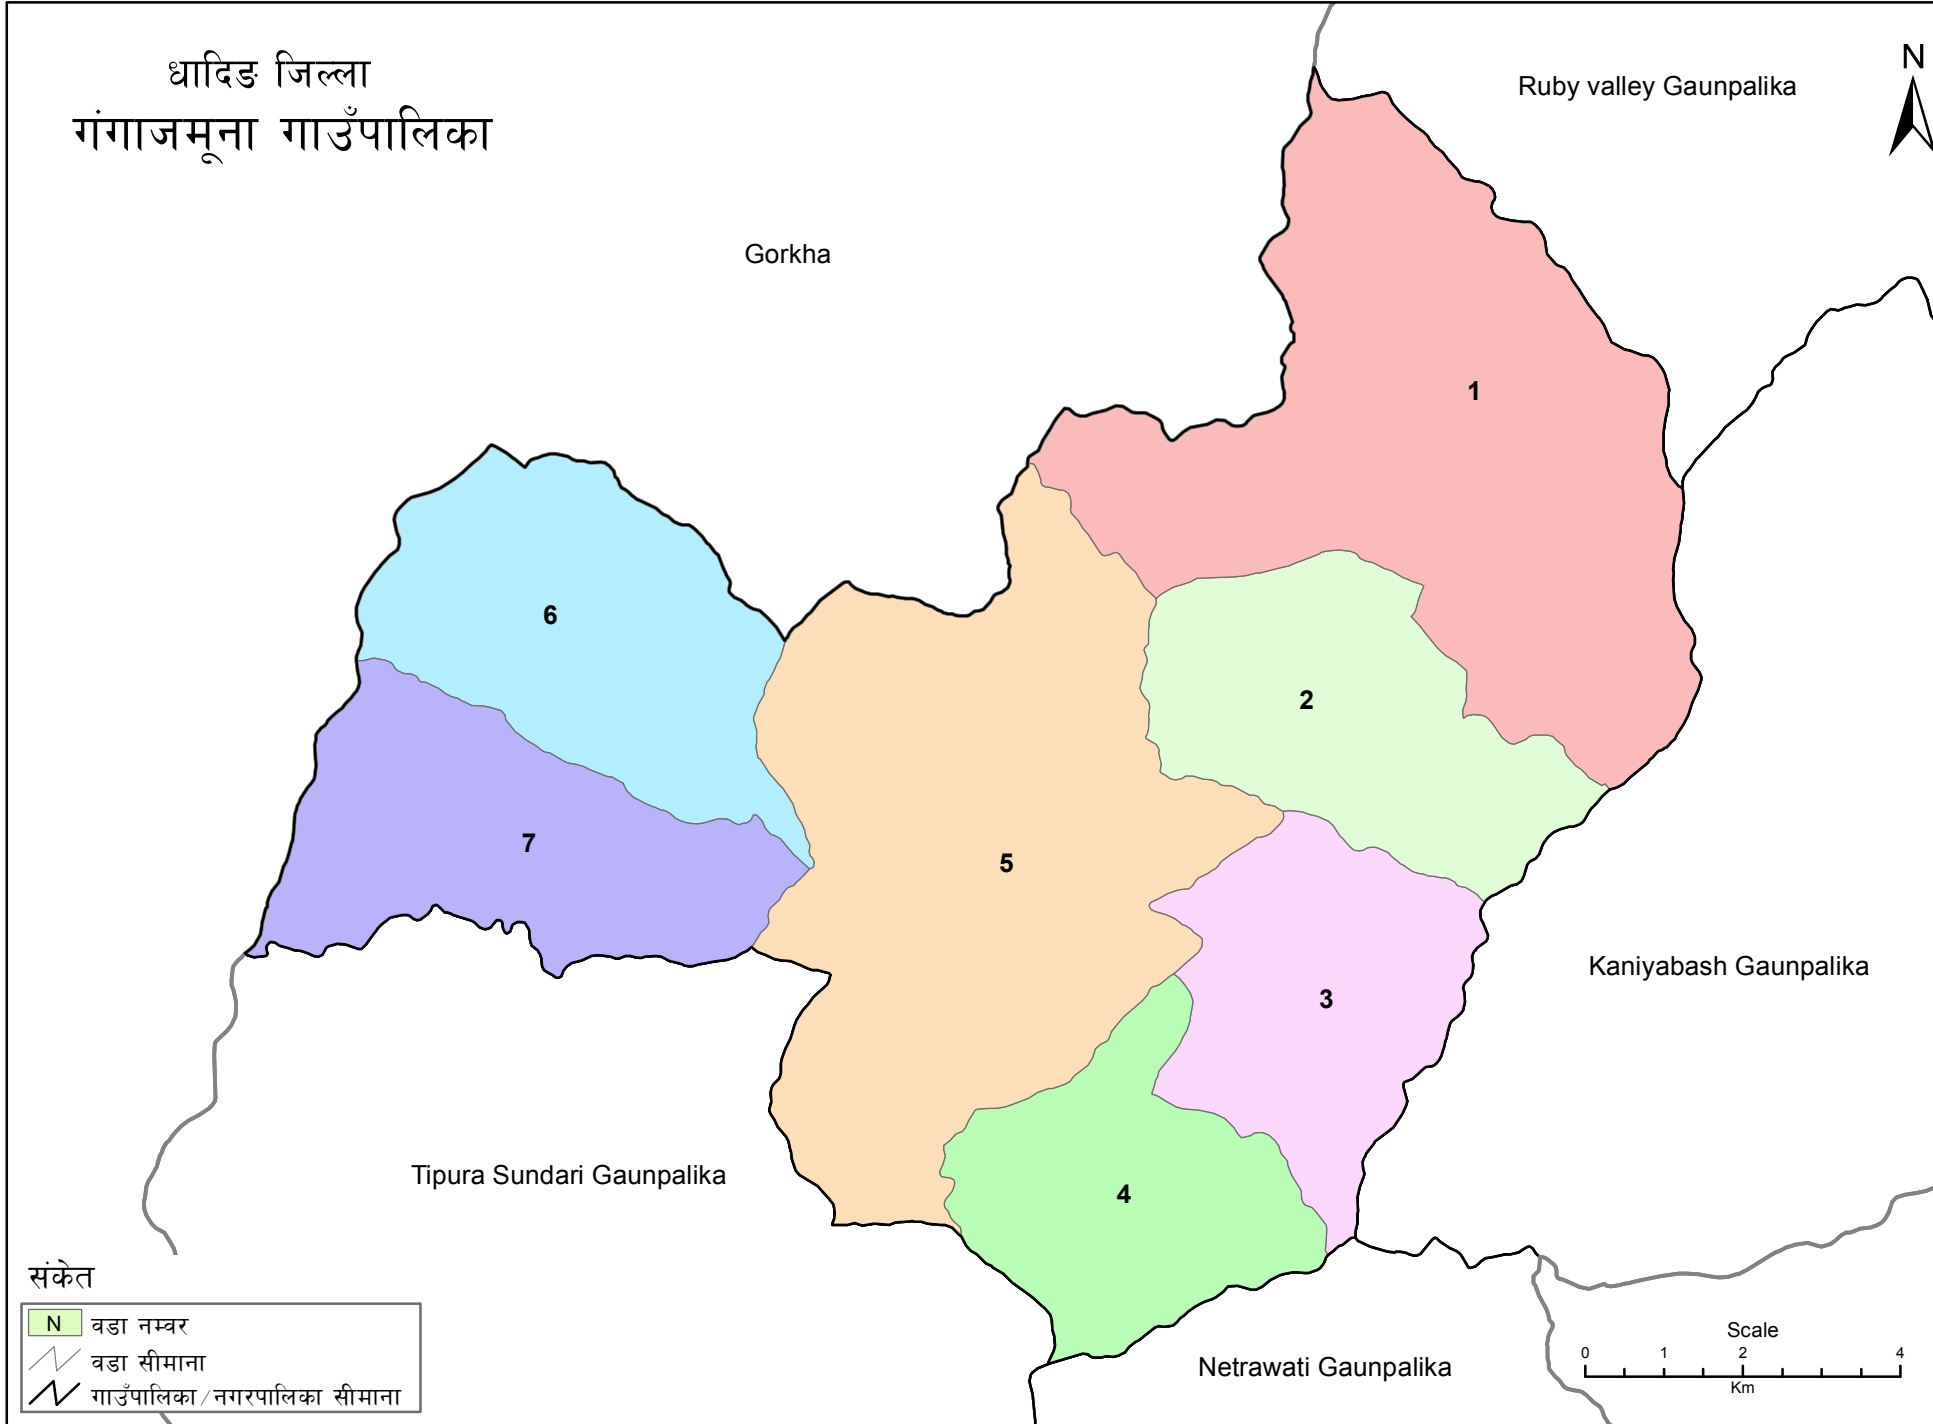 धादिङ जिल्ला
गंगाजमूना गाउँपालिका
Ruby valley Gaunpalika
N
Gorkha
1
6
2
7
5
Kaniyabash Gaunpalika
3
Tipura Sundari Gaunpalika
4
संकेत
N वडा नम्वर
वडा सीमाना
गाउँपालिका/नगरपालिका सीमाना
Netrawati Gaunpalika
Scale
0 1 2 4
Km